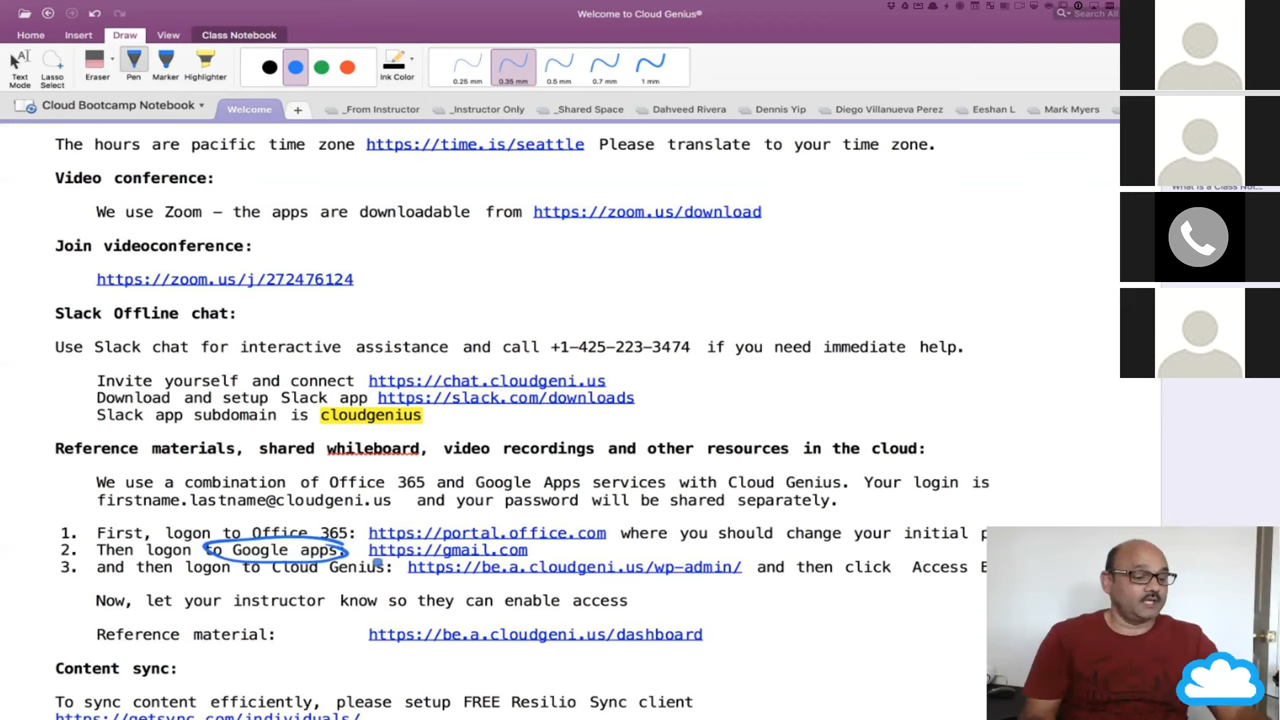 Welcome to Cloud Genius®
Search All
Home Insert Draw View Class Notebook
Text Mode
Lasso Select
Eraser
Pen
Marker
Highlighter
Ink Color
0.25 mm
0.35 mm
0.5 mm
0.7 mm
1 mm
Cloud Bootcamp Notebook
Welcome
+
_From Instructor
_Instructor Only
_Shared Space
Dahveed Rivera
Dennis Yip
Diego Villanueva Perez
Eeshan L
Mark Myers
The hours are pacific time zone https://time.is/seattle Please translate to your time zone.
Video conference:
We use Zoom – the apps are downloadable from https://zoom.us/download
Join videoconference:
https://zoom.us/j/272476124
Slack Offline chat:
Use Slack chat for interactive assistance and call +1-425-223-3474 if you need immediate help.
Invite yourself and connect https://chat.cloudgeni.us
Download and setup Slack app https://slack.com/downloads
Slack app subdomain is cloudgenius
Reference materials, shared whileboard, video recordings and other resources in the cloud:
We use a combination of Office 365 and Google Apps services with Cloud Genius. Your login is
firstname.lastname@cloudgeni.us and your password will be shared separately.
1. First, logon to Office 365: https://portal.office.com where you should change your initial p
2. Then logon to Google apps: https://gmail.com
3. and then logon to Cloud Genius: https://be.a.cloudgeni.us/wp-admin/ and then click Access E
Now, let your instructor know so they can enable access
Reference material: https://be.a.cloudgeni.us/dashboard
Content sync:
To sync content efficiently, please setup FREE Resilio Sync client
https://getsync.com/individuals/